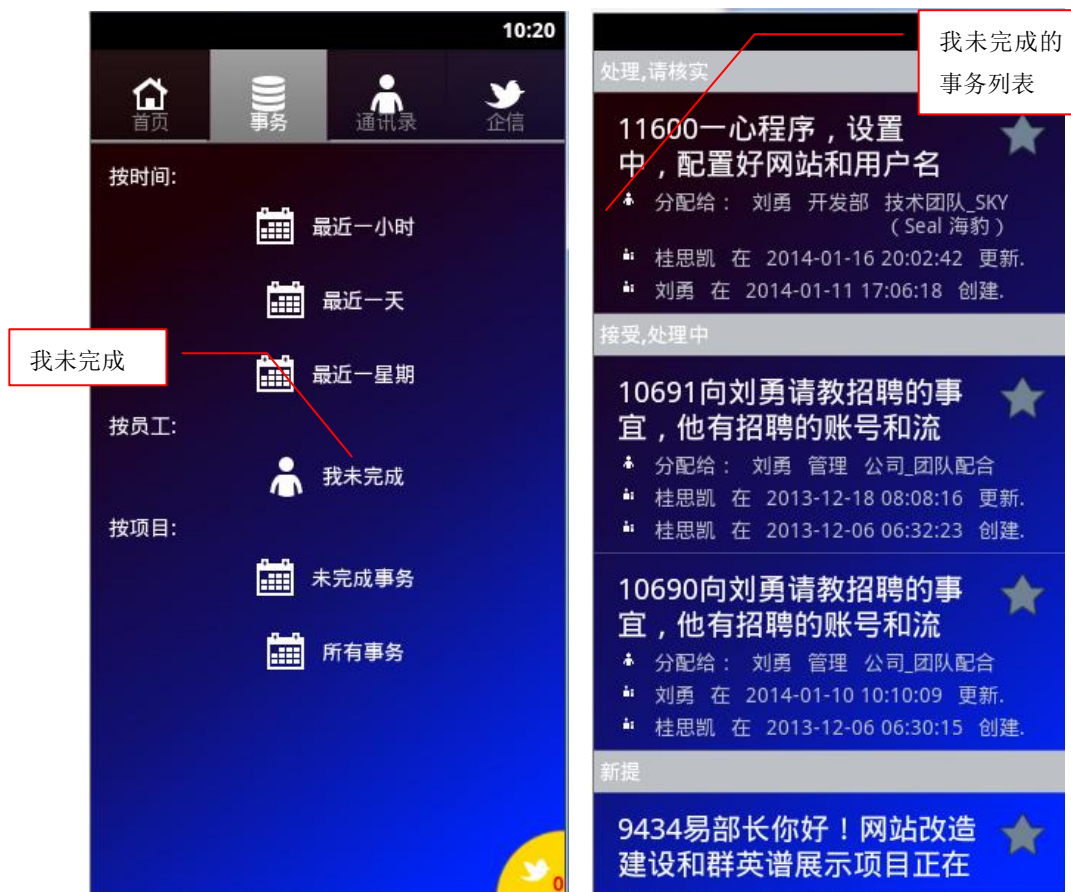 10:20
首页
事务
通讯录
企信
按时间:
最近一小时
最近一天
最近一星期
我未完成
按员工:
我未完成
按项目:
未完成事务
所有事务
0
我未完成的
事务列表
处理,请核实
11600一心程序，设置
中，配置好网站和用户名
分配给： 刘勇 开发部 技术团队_SKY
（Seal 海豹）
桂思凯 在 2014-01-16 20:02:42 更新.
刘勇 在 2014-01-11 17:06:18 创建.
接受,处理中
10691向刘勇请教招聘的事
宜，他有招聘的账号和流
分配给： 刘勇 管理 公司_团队配合
桂思凯 在 2013-12-18 08:08:16 更新.
桂思凯 在 2013-12-06 06:32:23 创建.
10690向刘勇请教招聘的事
宜，他有招聘的账号和流
分配给： 刘勇 管理 公司_团队配合
刘勇 在 2014-01-10 10:10:09 更新.
桂思凯 在 2013-12-06 06:30:15 创建.
新提
9434易部长你好！网站改造
建设和群英谱展示项目正在